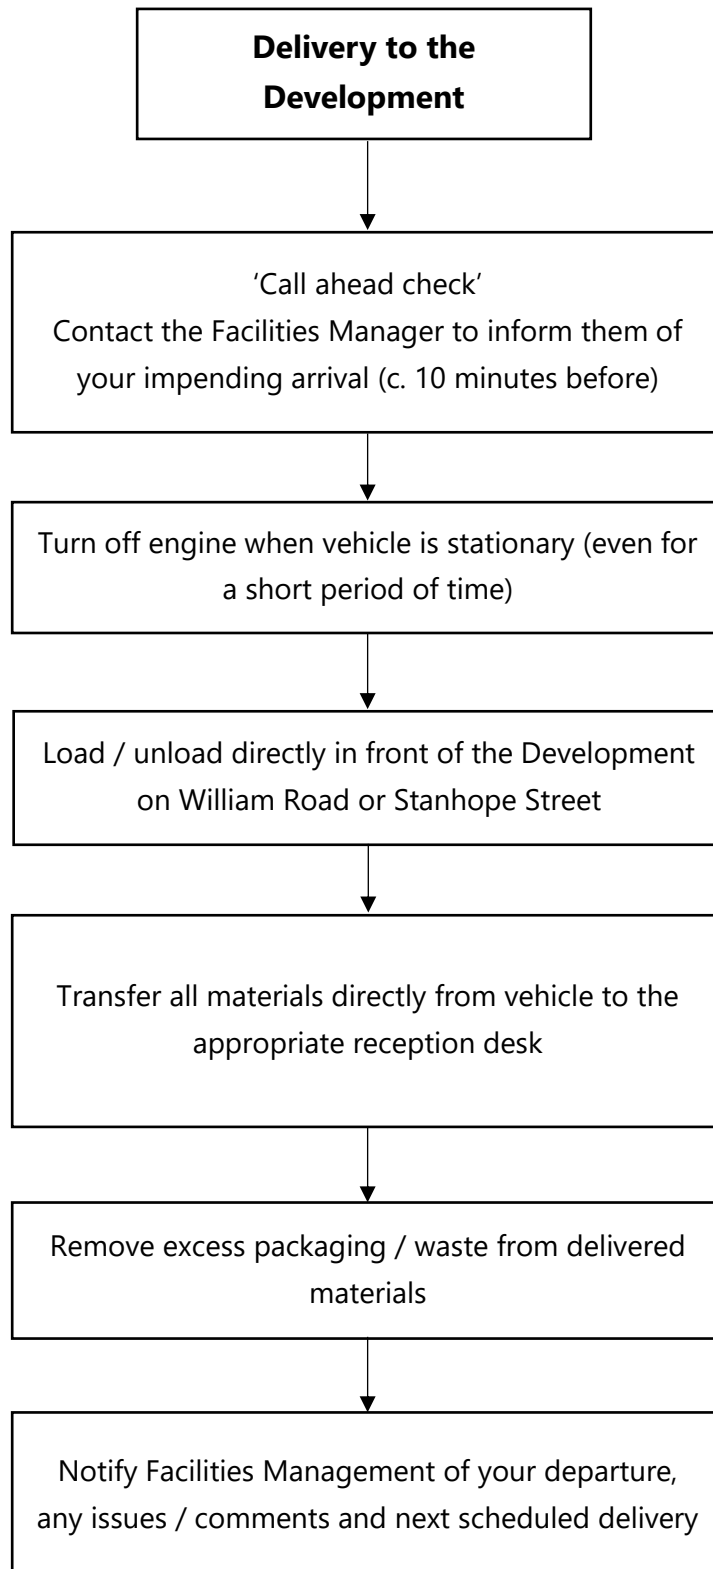 Delivery to the
Development
‘Call ahead check’
Contact the Facilities Manager to inform them of
your impending arrival (c. 10 minutes before)
Turn off engine when vehicle is stationary (even for
a short period of time)
Load / unload directly in front of the Development
on William Road or Stanhope Street
Transfer all materials directly from vehicle to the
appropriate reception desk
Remove excess packaging / waste from delivered
materials
Notify Facilities Management of your departure,
any issues / comments and next scheduled delivery